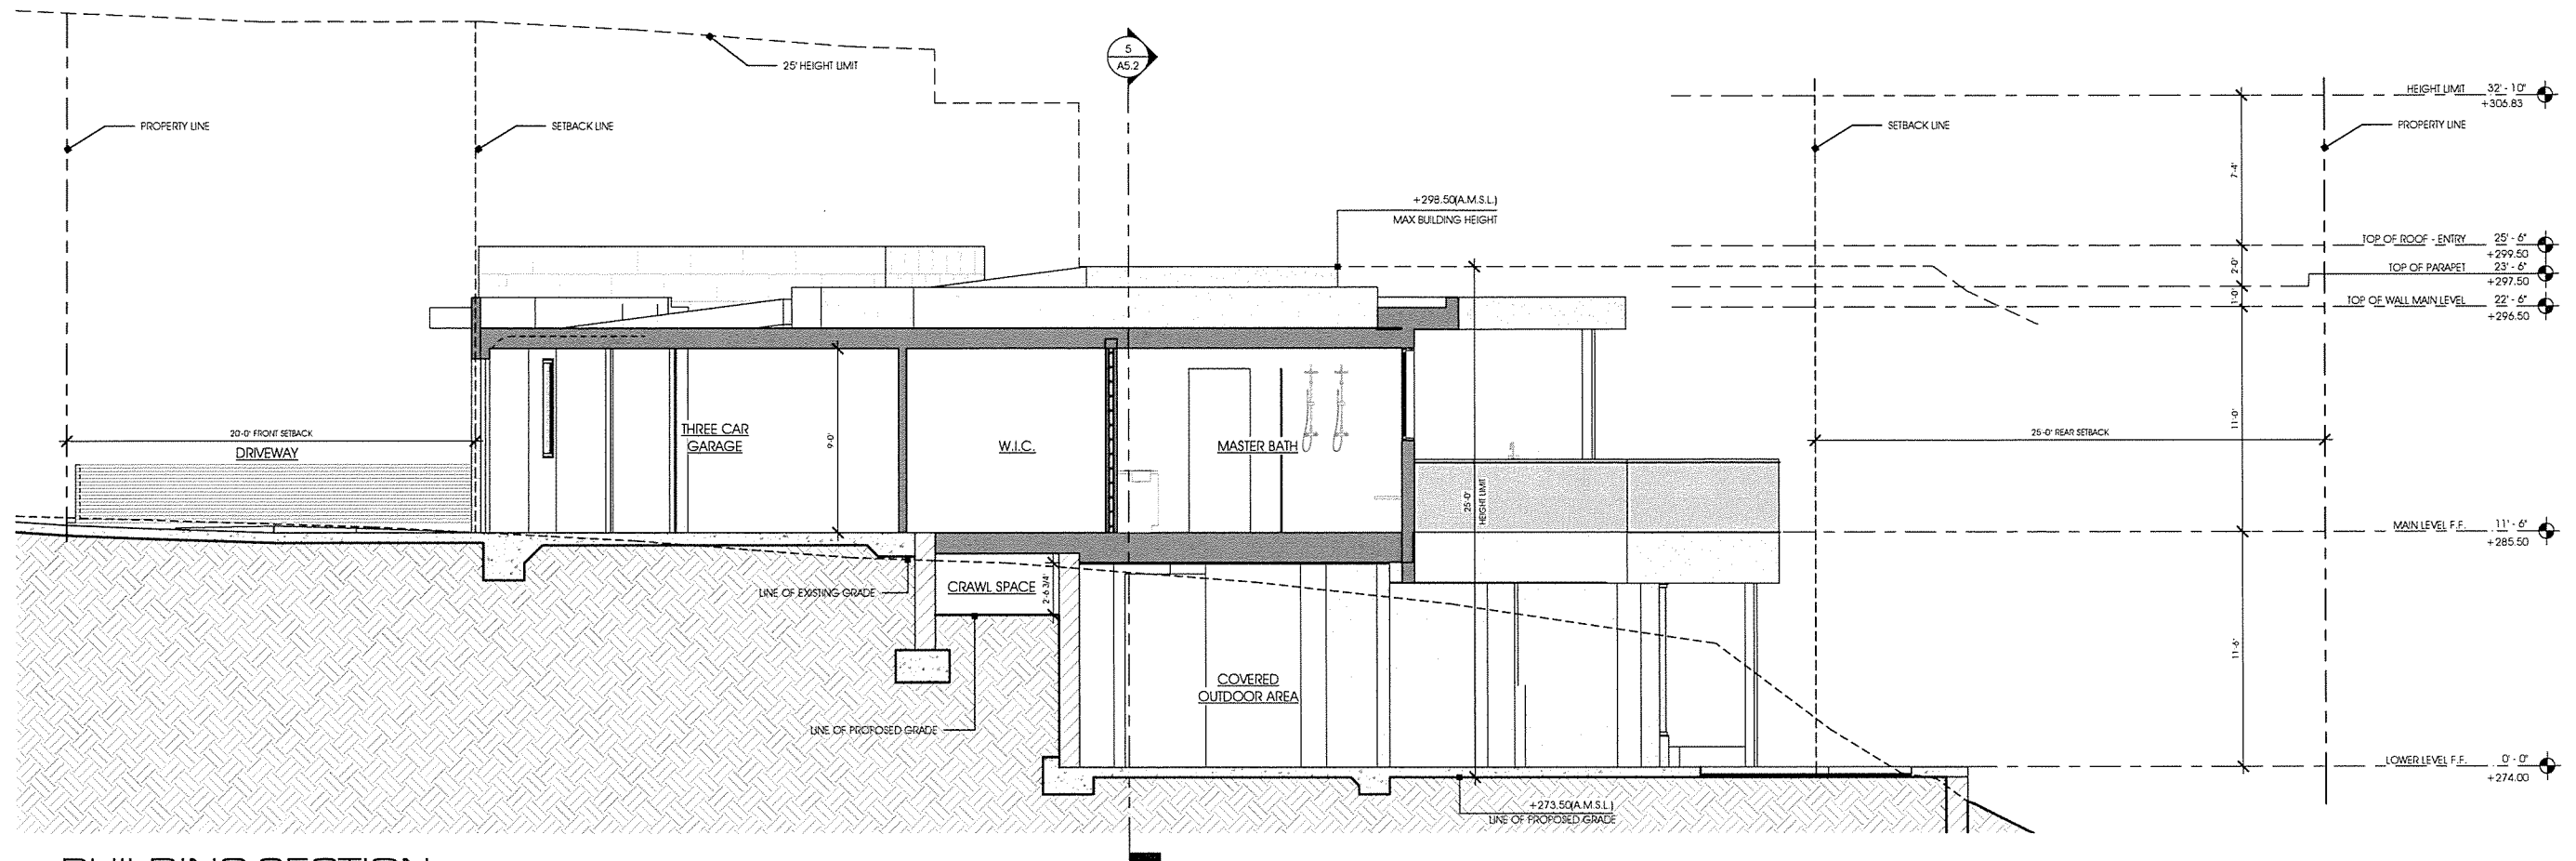 5
A5.2
25' HEIGHT LIMIT
PROPERTY LINE
SETBACK LINE
SETBACK LINE
PROPERTY LINE
HEIGHT LIMIT 32' - 10"
+306.83
7'-4"
+298.50(A.M.S.L.)
MAX BUILDING HEIGHT
TOP OF ROOF - ENTRY 25' - 6"
+299.50
2'-0"
TOP OF PARAPET 23' - 6"
+297.50
1'-0"
TOP OF WALL MAIN LEVEL 22' - 6"
+296.50
11'-0"
20'-0" FRONT SETBACK
DRIVEWAY
THREE CAR
GARAGE
9'-0"
W.I.C.
MASTER BATH
25'-0" REAR SETBACK
25'-0"
HEIGHT LIMIT
MAIN LEVEL F.F. 11' - 6"
+285.50
LINE OF EXISTING GRADE
CRAWL SPACE
2'-6 3/4"
11'-6"
COVERED
OUTDOOR AREA
LINE OF PROPOSED GRADE
LOWER LEVEL F.F. 0' - 0"
+274.00
+273.50(A.M.S.L.)
LINE OF PROPOSED GRADE
BUILDING SECTION